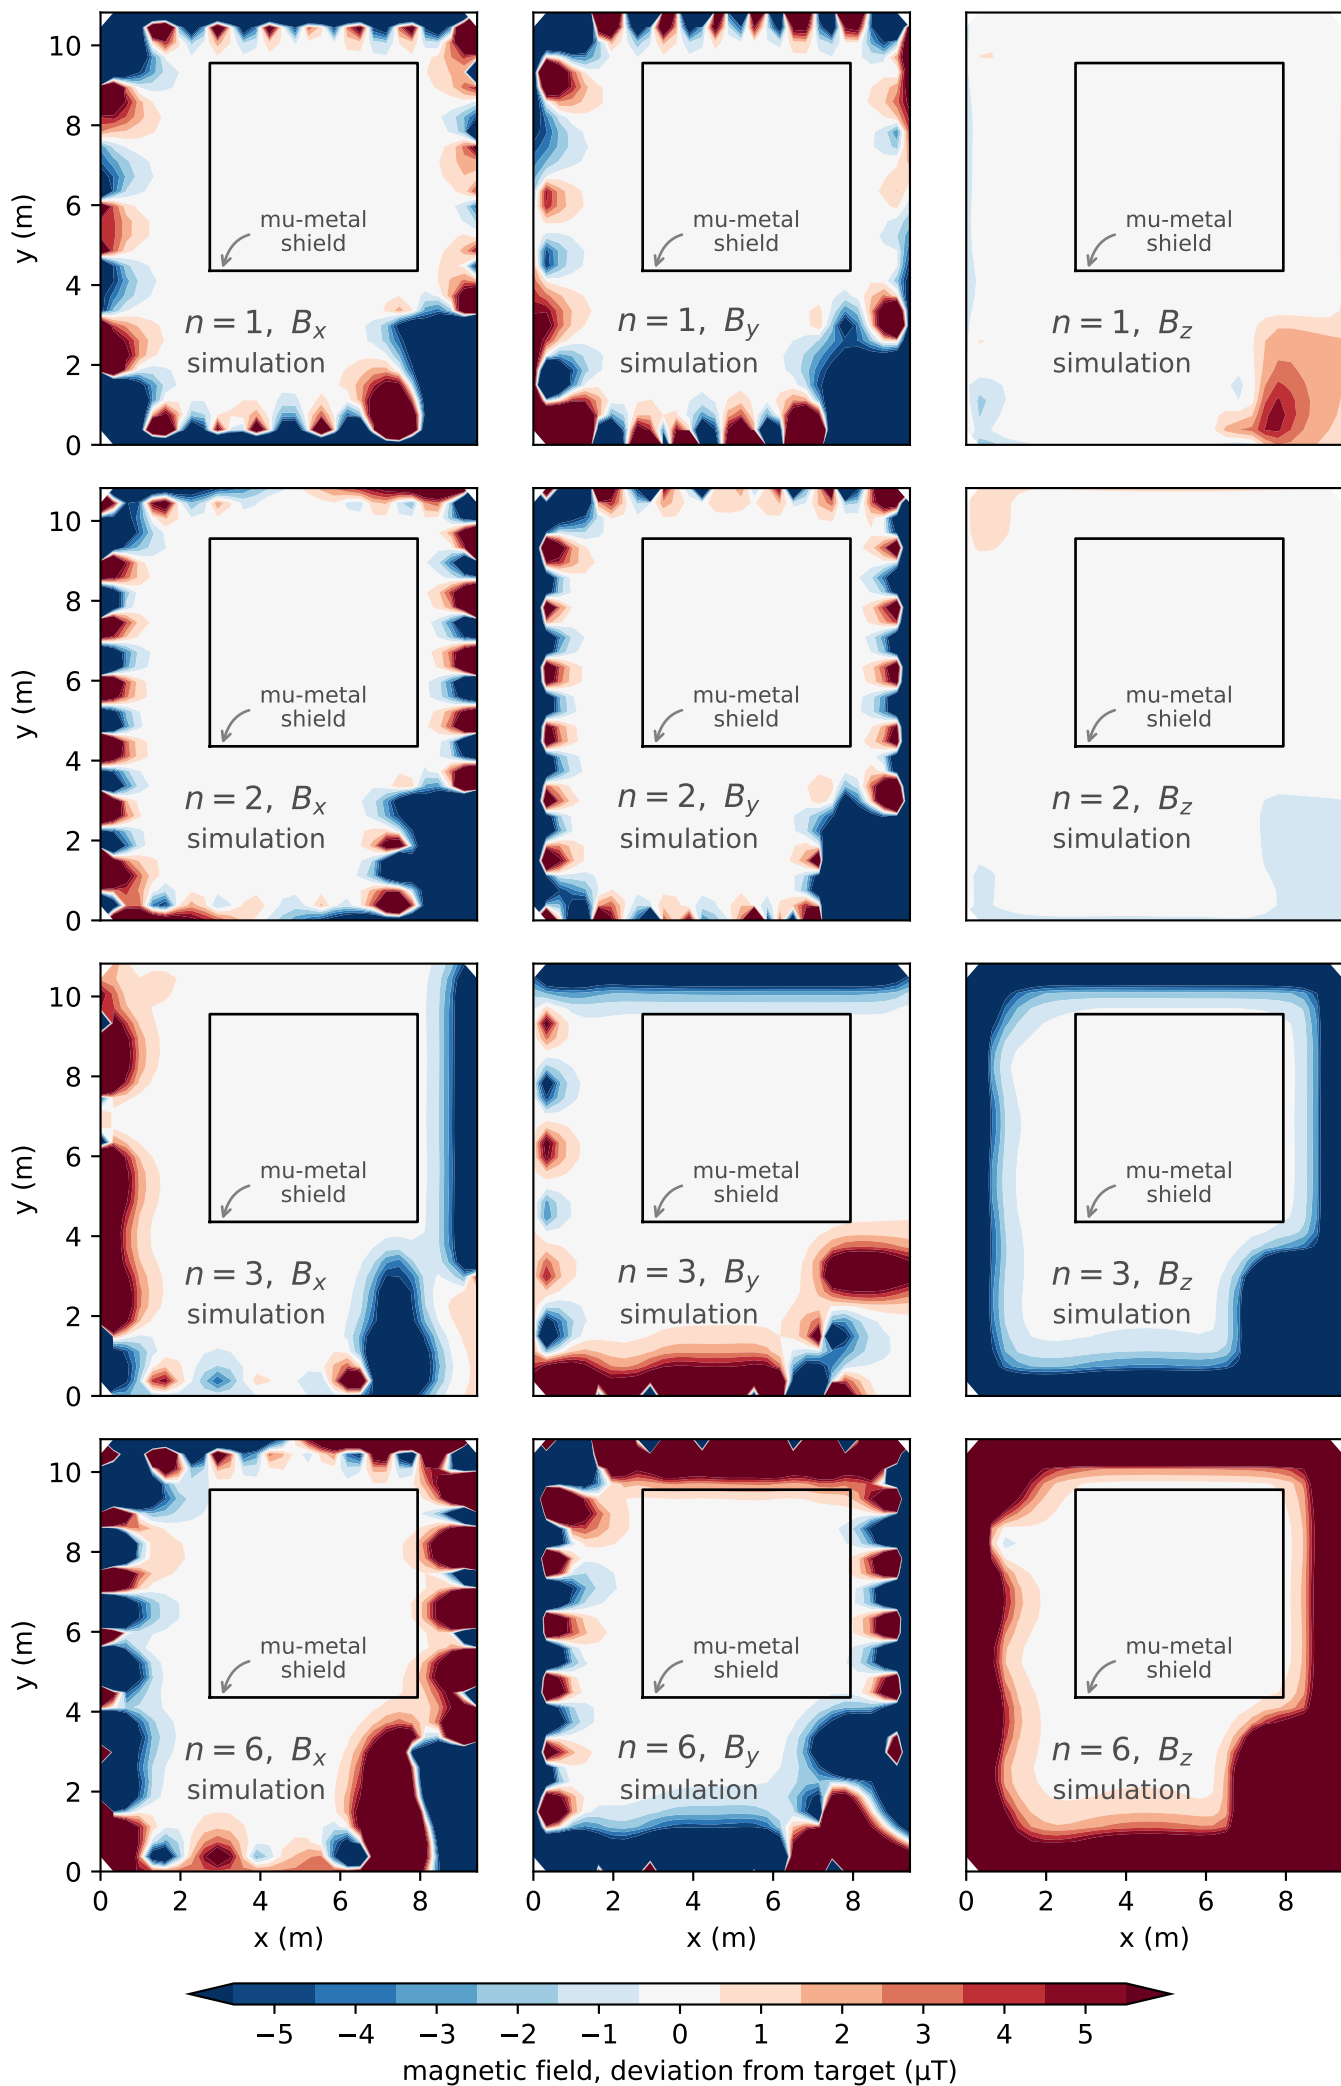 10
8
6
4
2
0
y (m)
mu-metal
shield
n = 1, Bx
simulation
mu-metal
shield
n = 1, By
simulation
mu-metal
shield
n = 1, Bz
simulation
10
8
6
4
2
0
y (m)
mu-metal
shield
n = 2, Bx
simulation
mu-metal
shield
n = 2, By
simulation
mu-metal
shield
n = 2, Bz
simulation
10
8
6
4
2
0
y (m)
mu-metal
shield
n = 3, Bx
simulation
mu-metal
shield
n = 3, By
simulation
mu-metal
shield
n = 3, Bz
simulation
10
8
6
4
2
0
y (m)
mu-metal
shield
n = 6, Bx
simulation
mu-metal
shield
n = 6, By
simulation
mu-metal
shield
n = 6, Bz
simulation
0 2 4 6 8
x (m)
0 2 4 6 8
x (m)
0 2 4 6 8
x (m)
−5 −4 −3 −2 −1 0 1 2 3 4 5
magnetic field, deviation from target (µT)